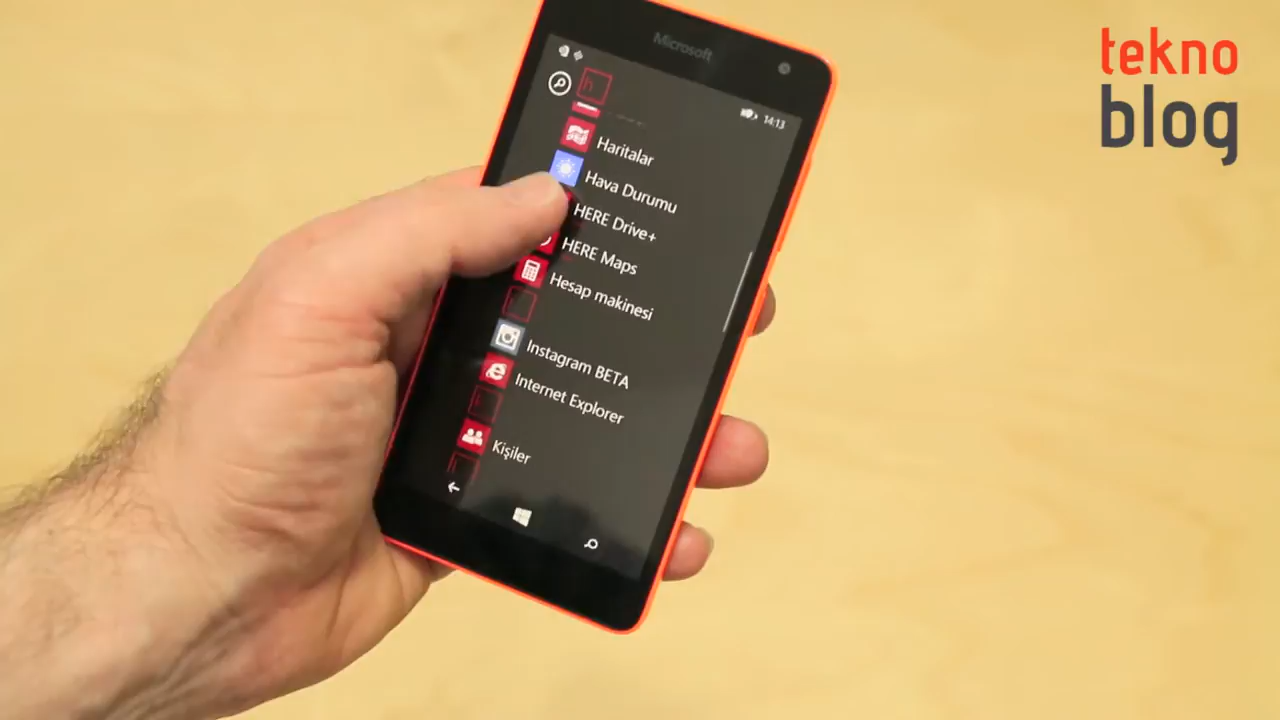 Microsoft
tekno
blog
14:13
h
Haritalar
Hava Durumu
HERE Drive+
HERE Maps
Hesap makinesi
Instagram BETA
Internet Explorer
Kişiler